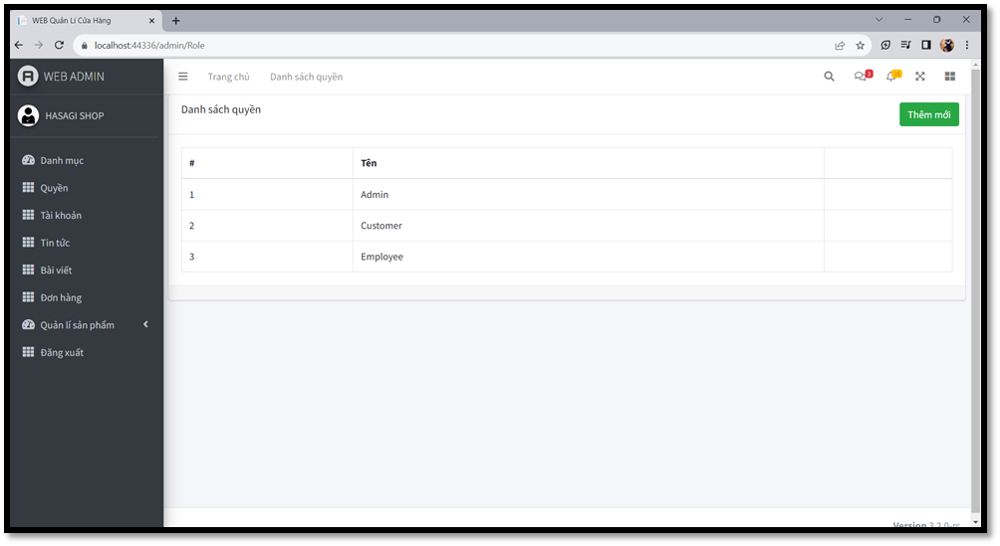 WEB Quản Lí Cửa Hàng
localhost:44336/admin/Role
WEB ADMIN
Trang chủ
Danh sách quyền
3
15
HASAGI SHOP
Danh sách quyền
Thêm mới
Danh mục
Quyền
Tài khoản
Tin tức
Bài viết
Đơn hàng
Quản lí sản phẩm
Đăng xuất
# Tên
1 Admin
2 Customer
3 Employee
Version 3.2.0-rc